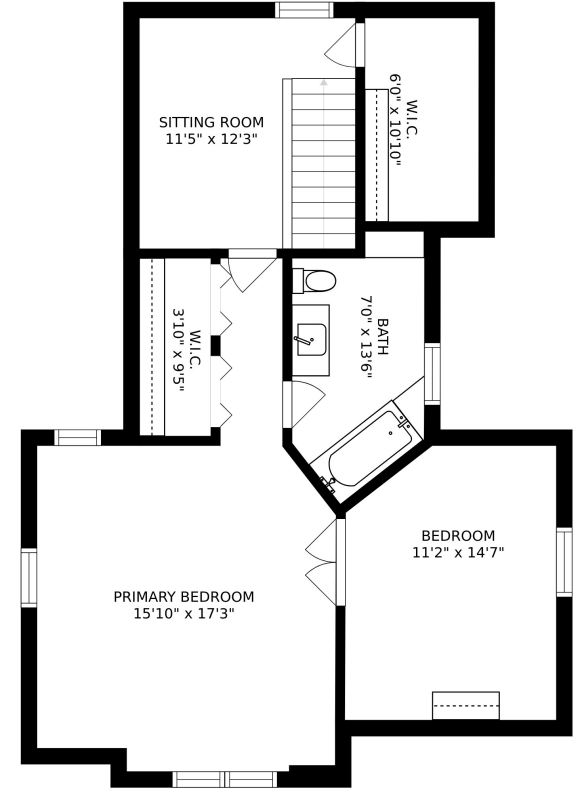 SITTING ROOM
11'5" x 12'3"
W.I.C.
6'0" x 10'10"
W.I.C.
3'10" x 9'5"
BATH
7'0" x 13'6"
BEDROOM
11'2" x 14'7"
PRIMARY BEDROOM
15'10" x 17'3"